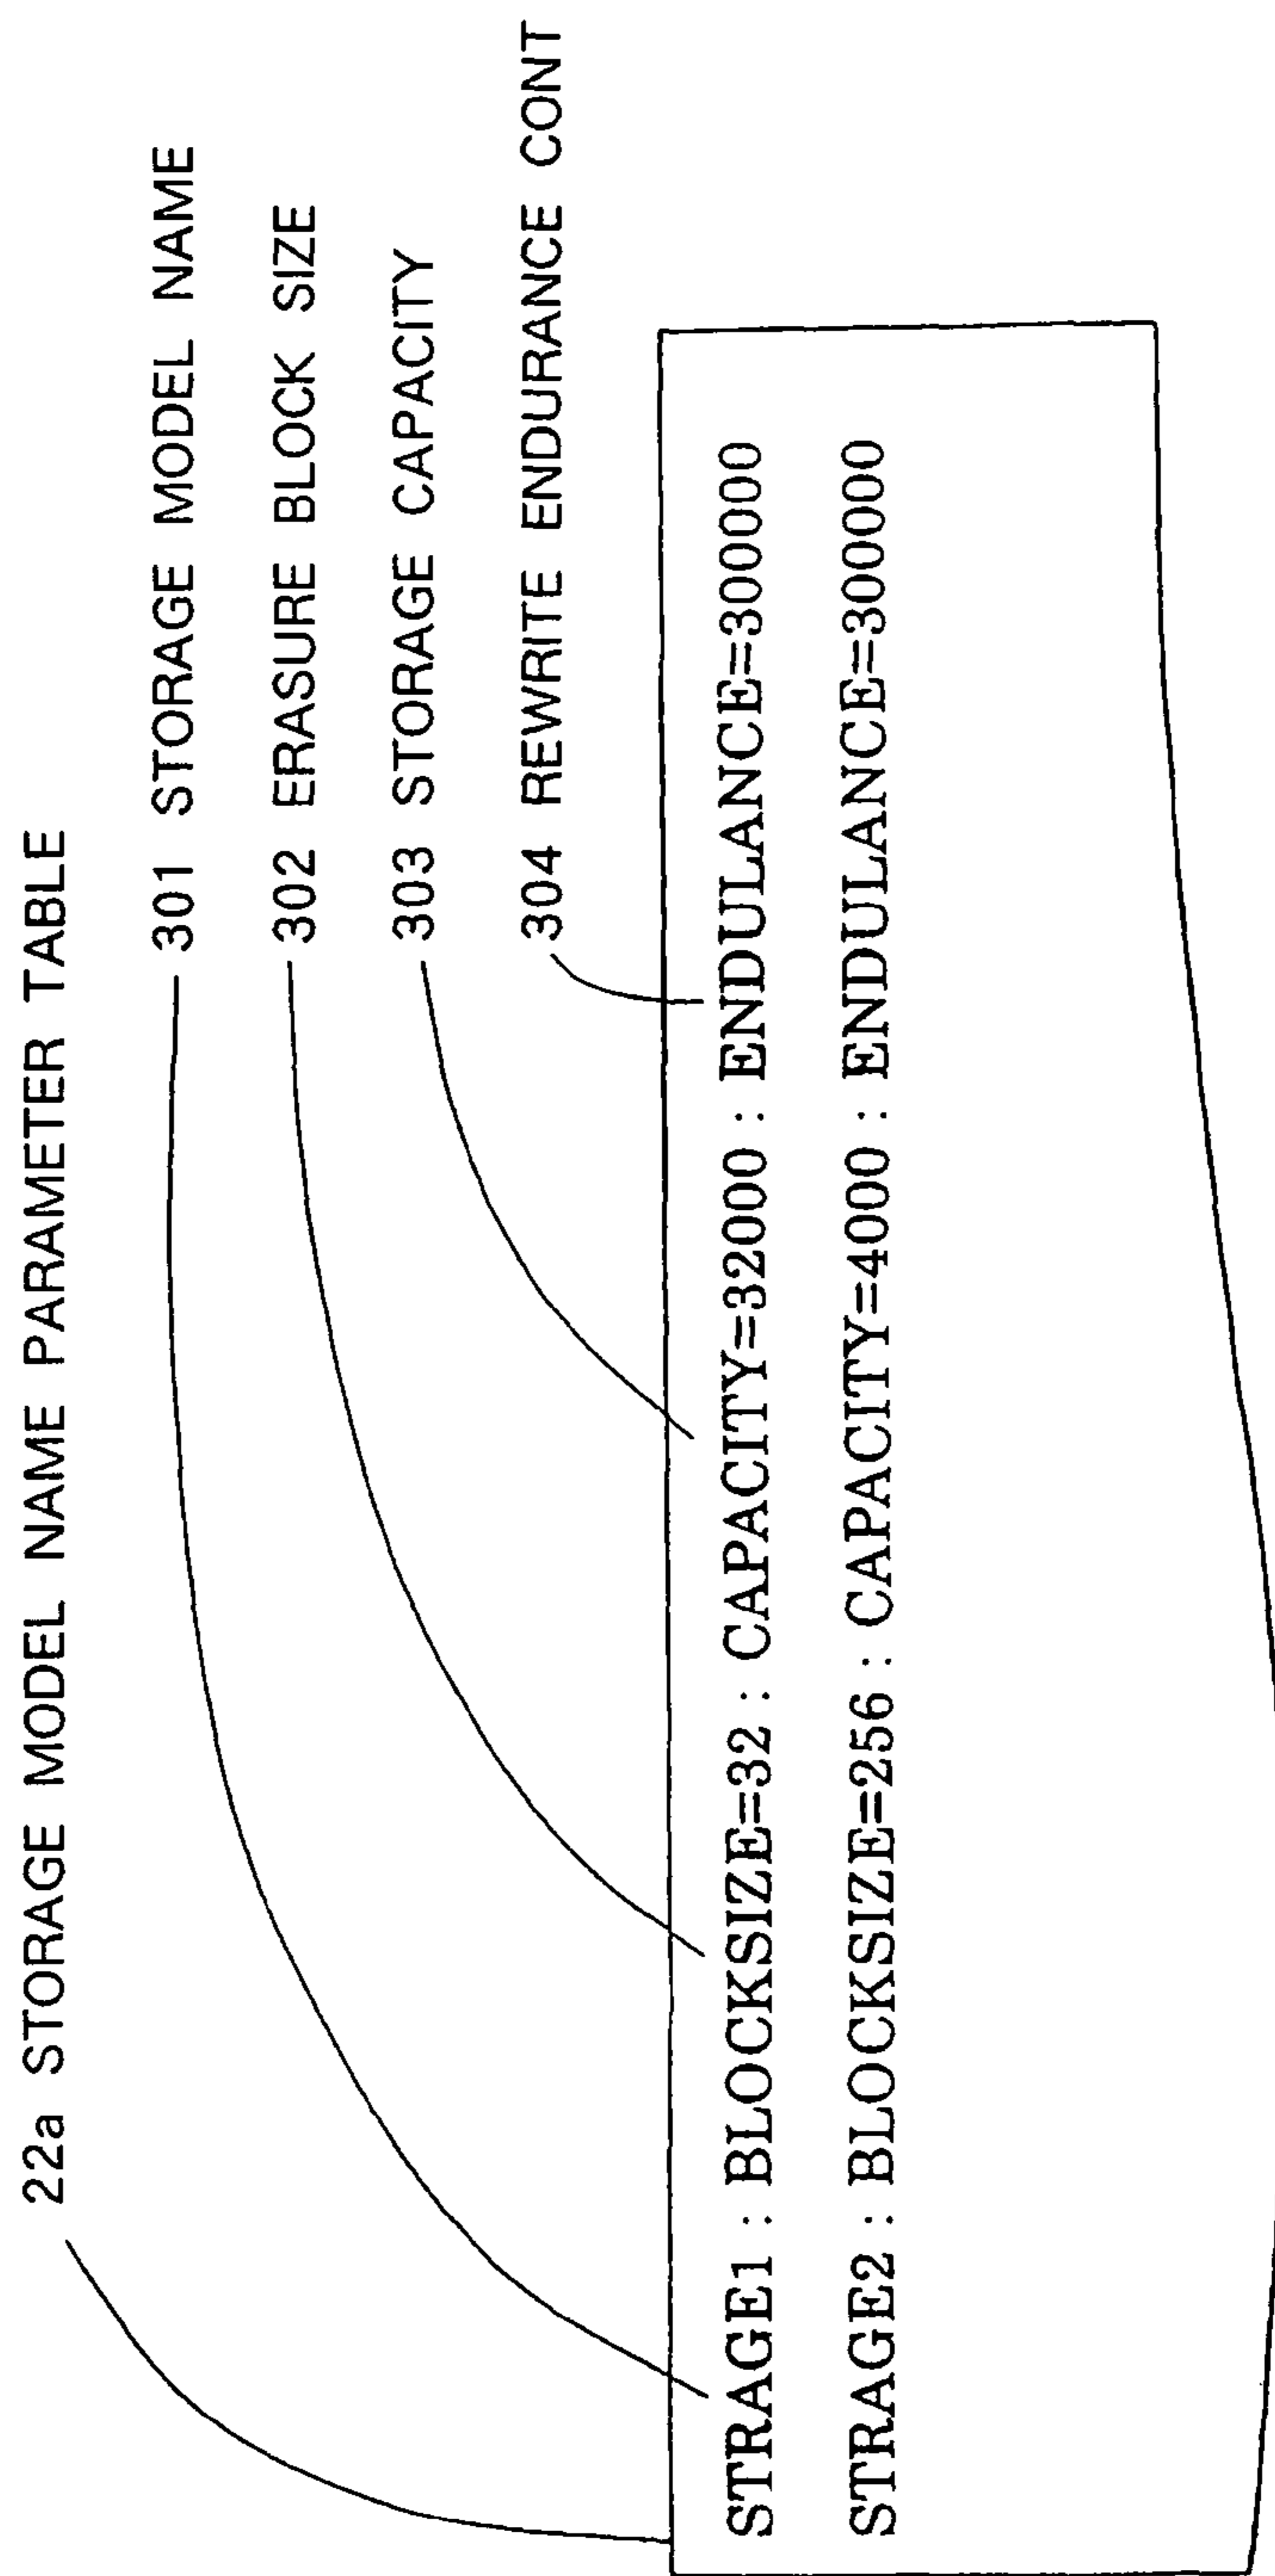 22a STORAGE MODEL NAME PARAMETER TABLE
301 STORAGE MODEL NAME
302 ERASURE BLOCK SIZE
303 STORAGE CAPACITY
304 REWRITE ENDURANCE CONT
STRAGE1 : BLOCKSIZE=32 : CAPACITY=32000 : ENDULANCE=300000
STRAGE2 : BLOCKSIZE=256 : CAPACITY=4000 : ENDULANCE=300000